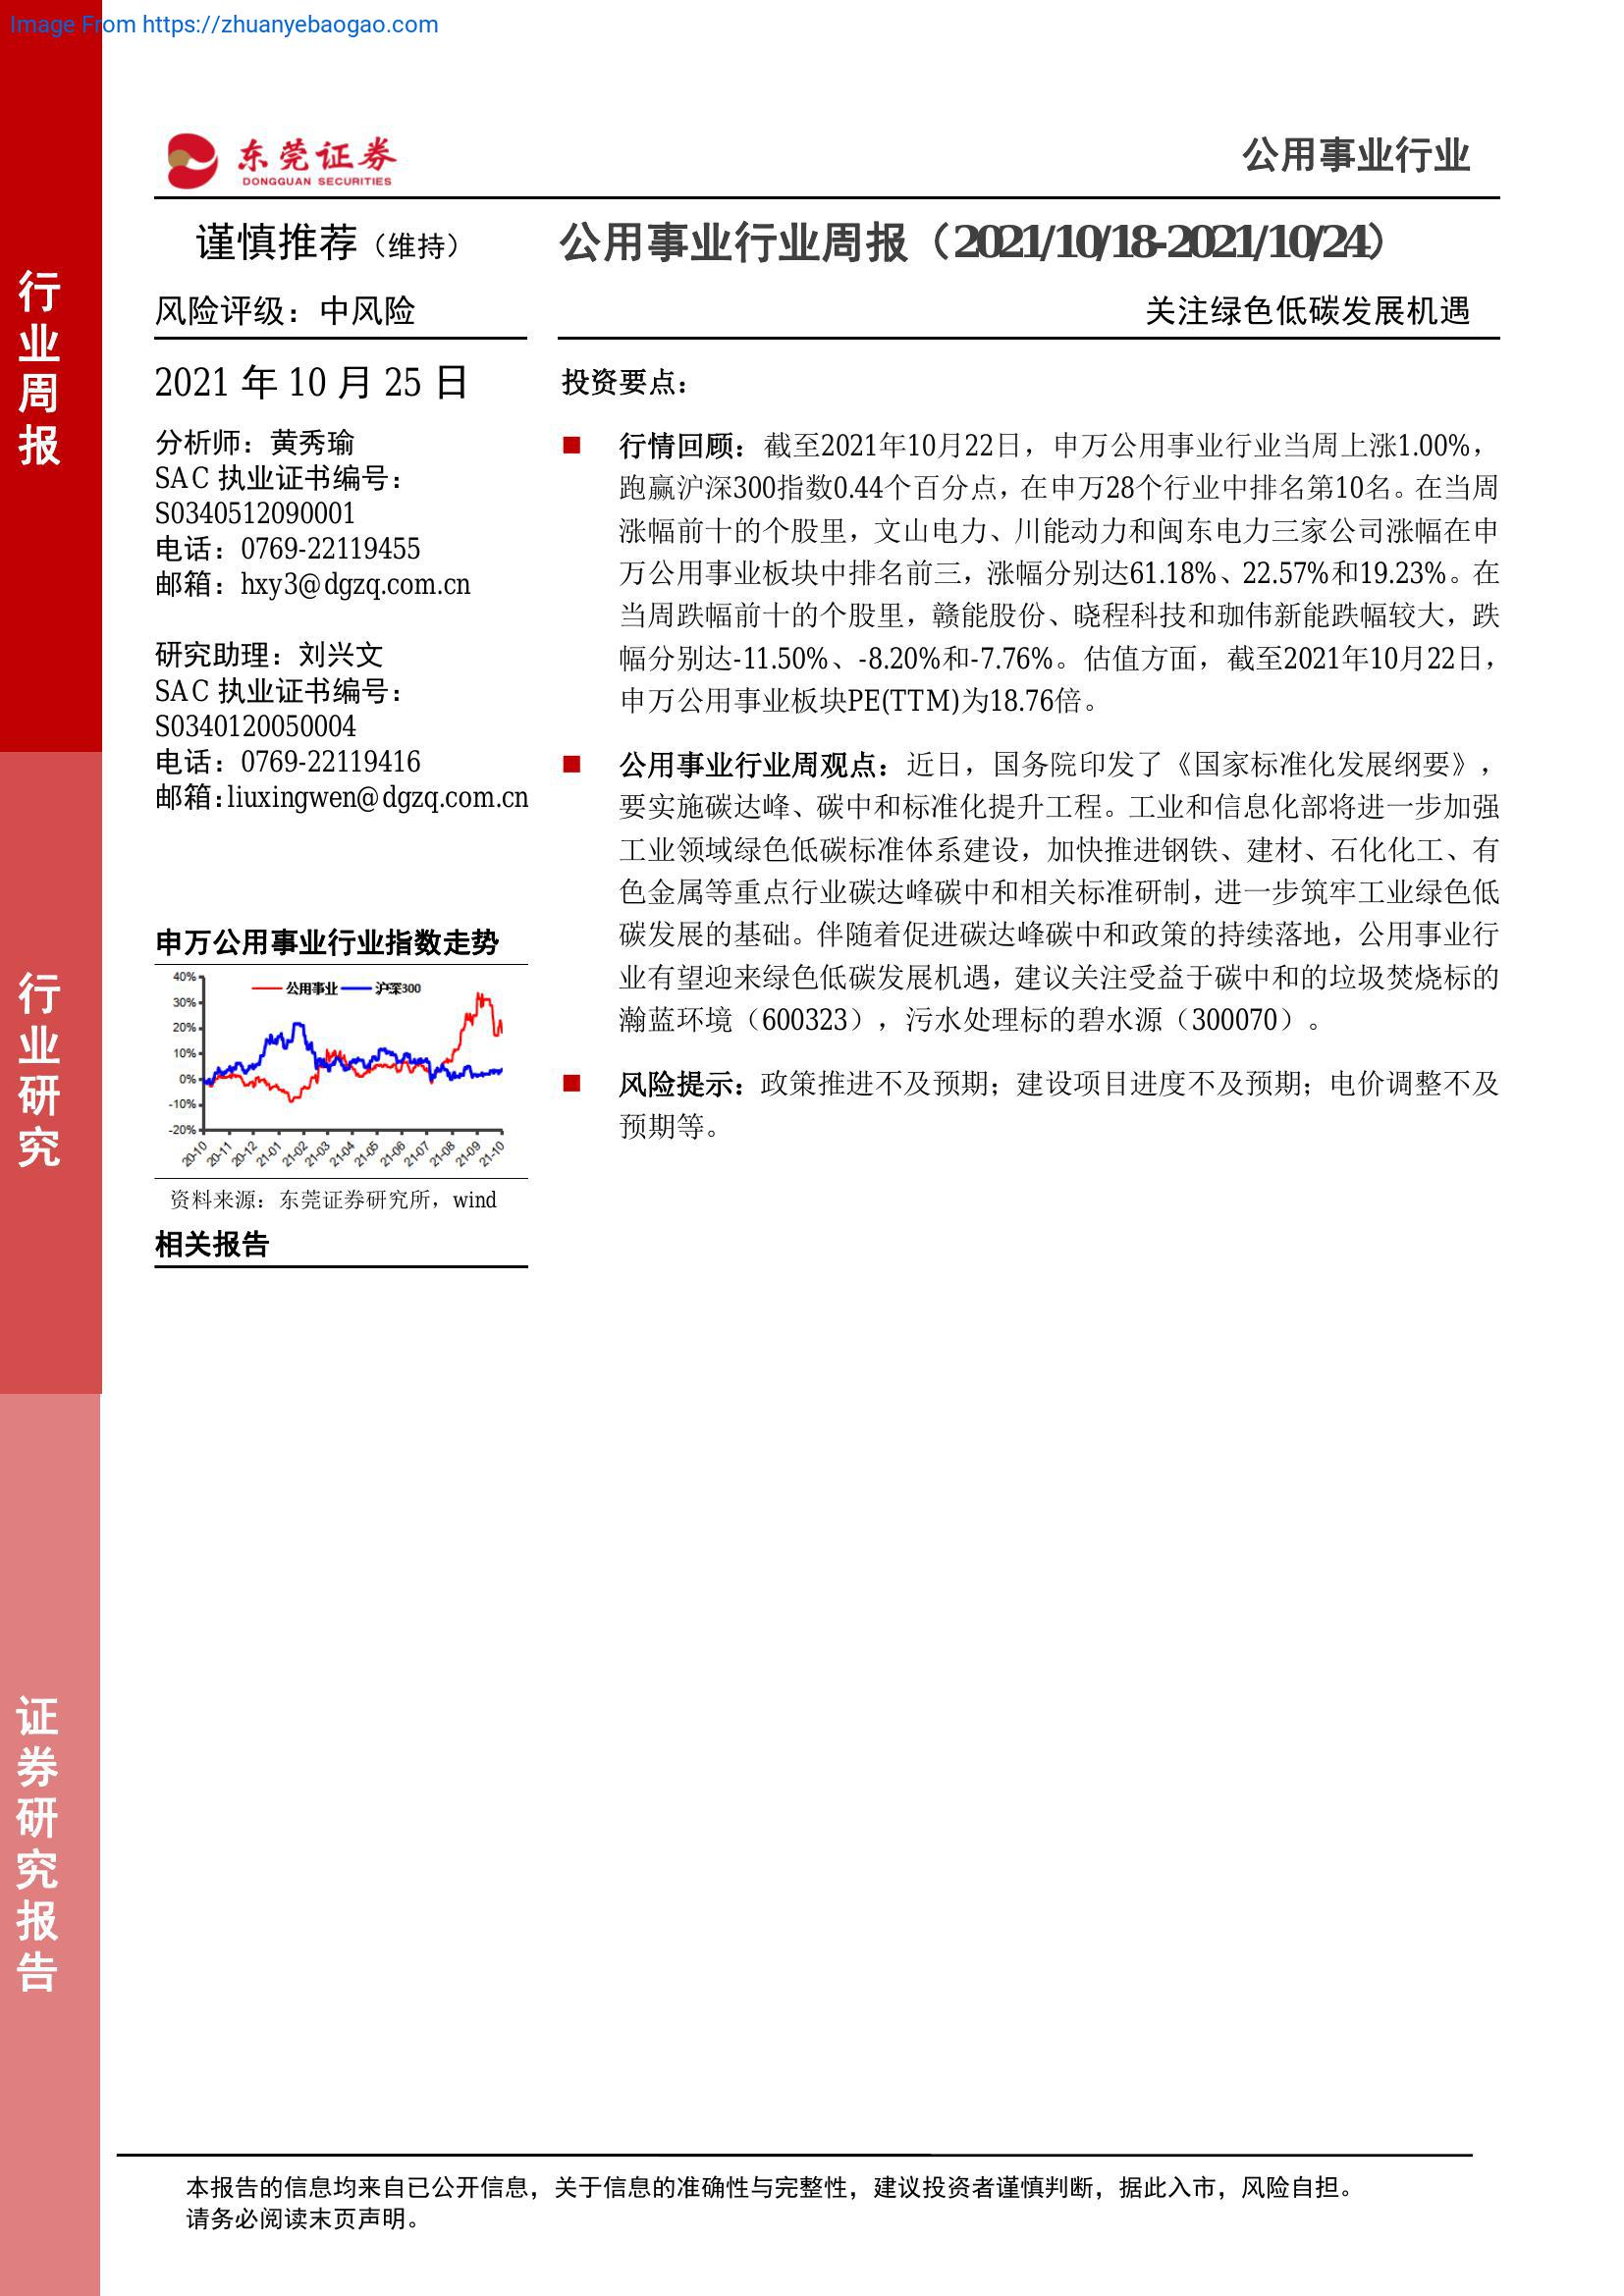 Image From https://zhuanyebaogao.com
东莞证券
DONGGUAN SECURITIES
公用事业行业
行业周报
行业研究
证券研究报告
谨慎推荐（维持）
风险评级：中风险
2021 年 10 月 25 日
分析师：黄秀瑜
SAC 执业证书编号：
S0340512090001
电话：0769-22119455
邮箱：hxy3@dgzq.com.cn
研究助理：刘兴文
SAC 执业证书编号：
S0340120050004
电话：0769-22119416
邮箱：liuxingwen@dgzq.com.cn
申万公用事业行业指数走势
公用事业 沪深300
40%
30%
20%
10%
0%
-10%
-20%
20-10 20-11 20-12 21-01 21-02 21-03 21-04 21-05 21-06 21-07 21-08 21-09 21-10
资料来源：东莞证券研究所，wind
相关报告
公用事业行业周报（2021/10/18-2021/10/24）
关注绿色低碳发展机遇
投资要点：
■ 行情回顾：截至2021年10月22日，申万公用事业行业当周上涨1.00%，
跑赢沪深300指数0.44个百分点，在申万28个行业中排名第10名。在当周
涨幅前十的个股里，文山电力、川能动力和闽东电力三家公司涨幅在申
万公用事业板块中排名前三，涨幅分别达61.18%、22.57%和19.23%。在
当周跌幅前十的个股里，赣能股份、晓程科技和珈伟新能跌幅较大，跌
幅分别达-11.50%、-8.20%和-7.76%。估值方面，截至2021年10月22日，
申万公用事业板块PE(TTM)为18.76倍。
■ 公用事业行业周观点：近日，国务院印发了《国家标准化发展纲要》，
要实施碳达峰、碳中和标准化提升工程。工业和信息化部将进一步加强
工业领域绿色低碳标准体系建设，加快推进钢铁、建材、石化化工、有
色金属等重点行业碳达峰碳中和相关标准研制，进一步筑牢工业绿色低
碳发展的基础。伴随着促进碳达峰碳中和政策的持续落地，公用事业行
业有望迎来绿色低碳发展机遇，建议关注受益于碳中和的垃圾焚烧标的
瀚蓝环境（600323），污水处理标的碧水源（300070）。
■ 风险提示：政策推进不及预期；建设项目进度不及预期；电价调整不及
预期等。
本报告的信息均来自已公开信息，关于信息的准确性与完整性，建议投资者谨慎判断，据此入市，风险自担。
请务必阅读末页声明。